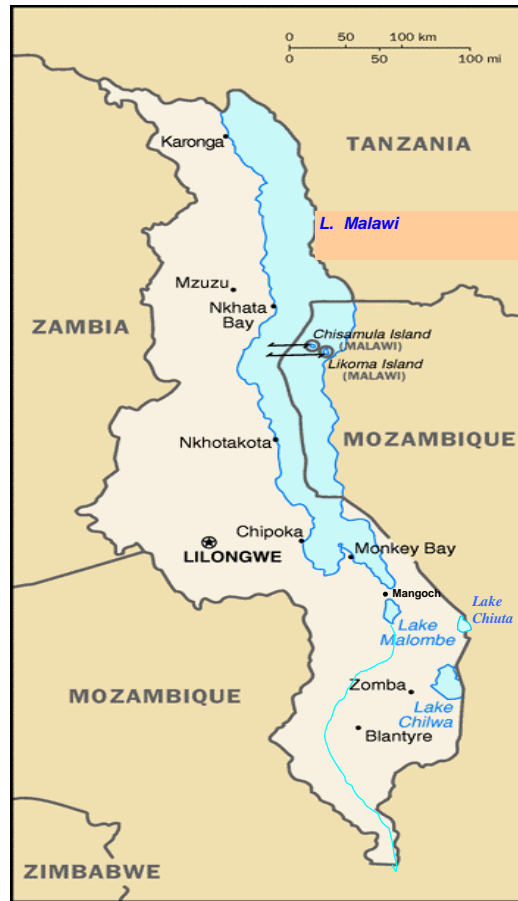 0 50 100 km
0 50 100 mi
Karonga
TANZANIA
L. Malawi
Mzuzu
Nkhata
Bay
ZAMBIA
Chisamula Island
(MALAWI)
Likoma Island
(MALAWI)
Nkhotakota
MOZAMBIQUE
Chipoka
LILONGWE
Monkey Bay
Mangoch
Lake
Chiuta
Lake
Malombe
MOZAMBIQUE
Zomba
Lake
Chilwa
Blantyre
ZIMBABWE